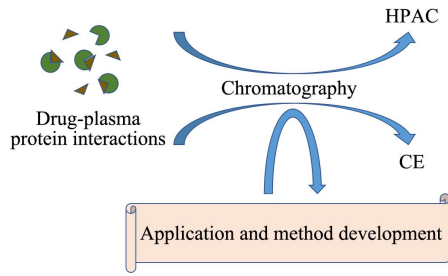 HPAC
Chromatography
Drug-plasma
protein interactions
CE
Application and method development